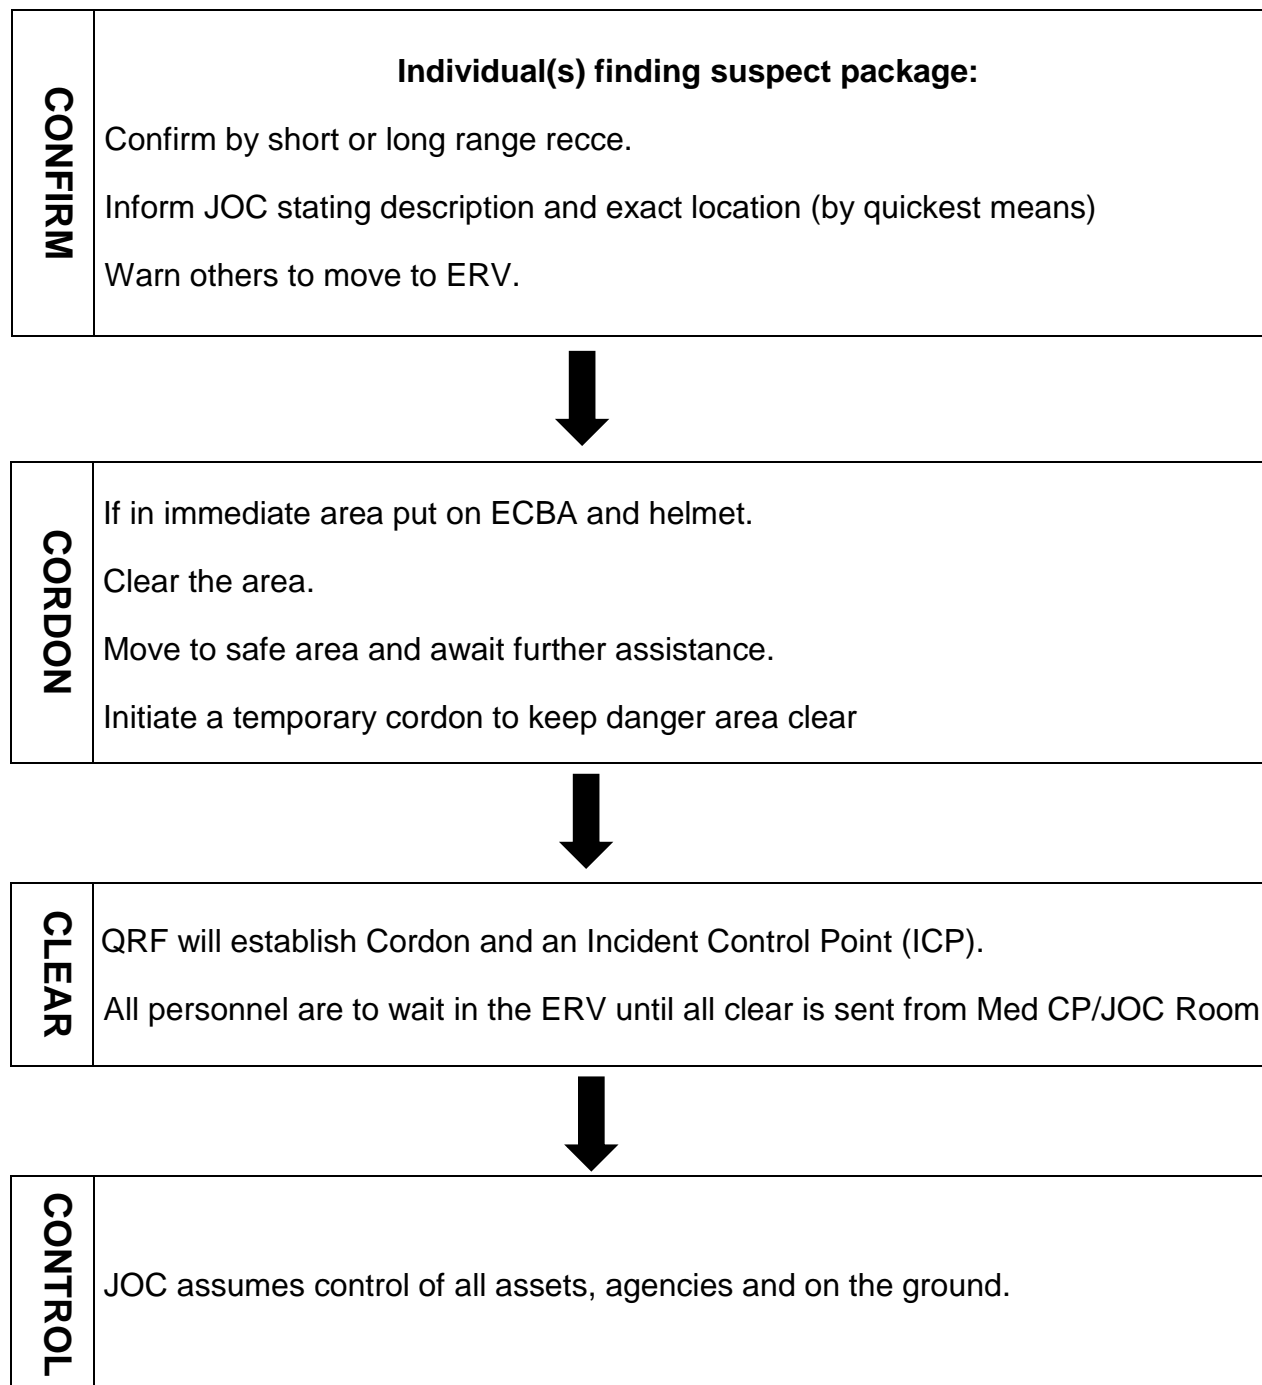 CONFIRM
Individual(s) finding suspect package:
Confirm by short or long range recce.
Inform JOC stating description and exact location (by quickest means)
Warn others to move to ERV.
CORDON
If in immediate area put on ECBA and helmet.
Clear the area.
Move to safe area and await further assistance.
Initiate a temporary cordon to keep danger area clear
CLEAR
QRF will establish Cordon and an Incident Control Point (ICP).
All personnel are to wait in the ERV until all clear is sent from Med CP/JOC Room
CONTROL
JOC assumes control of all assets, agencies and on the ground.